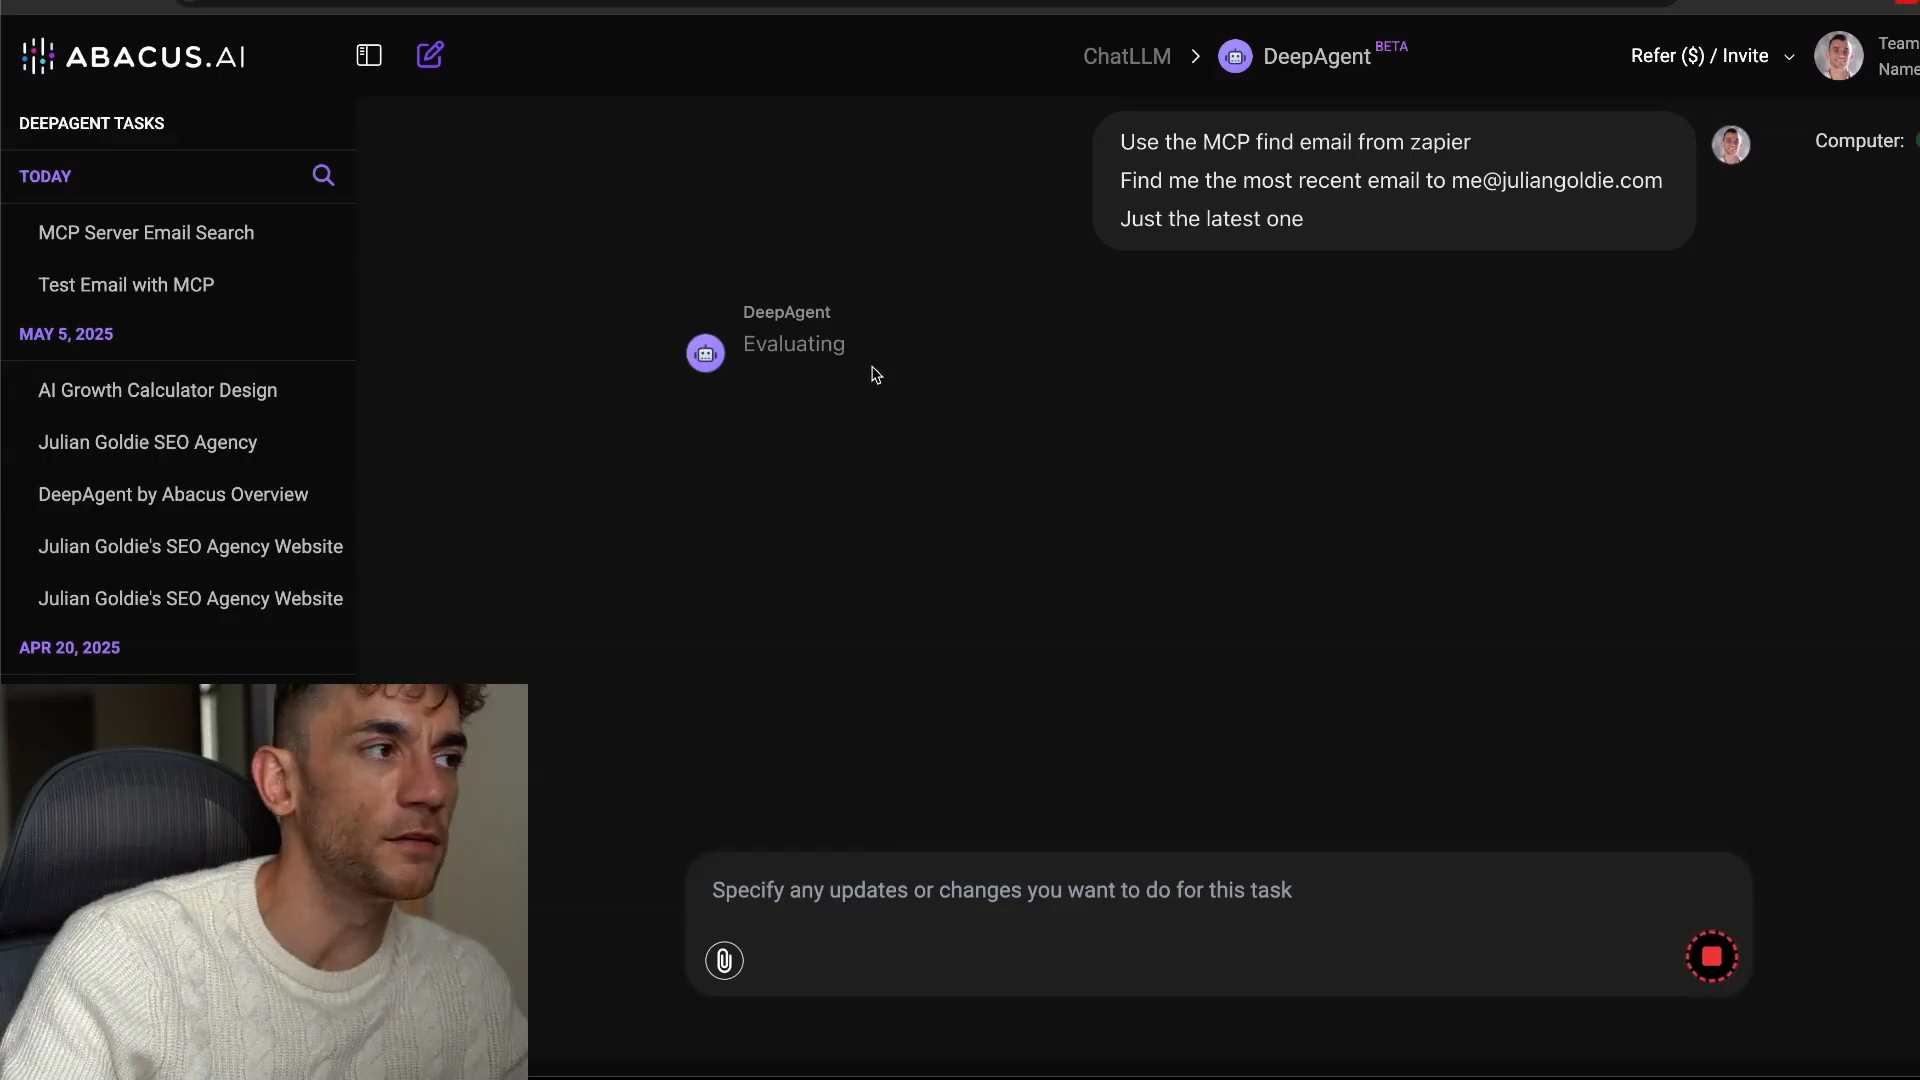 ABACUS.AI
ChatLLM
DeepAgent BETA
Refer ($) / Invite
Team
Name
DEEPAGENT TASKS
TODAY
MCP Server Email Search
Test Email with MCP
MAY 5, 2025
AI Growth Calculator Design
Julian Goldie SEO Agency
DeepAgent by Abacus Overview
Julian Goldie's SEO Agency Website
Julian Goldie's SEO Agency Website
APR 20, 2025
Use the MCP find email from zapier
Find me the most recent email to me@juliangoldie.com
Just the latest one
Computer:
DeepAgent
Evaluating
Specify any updates or changes you want to do for this task